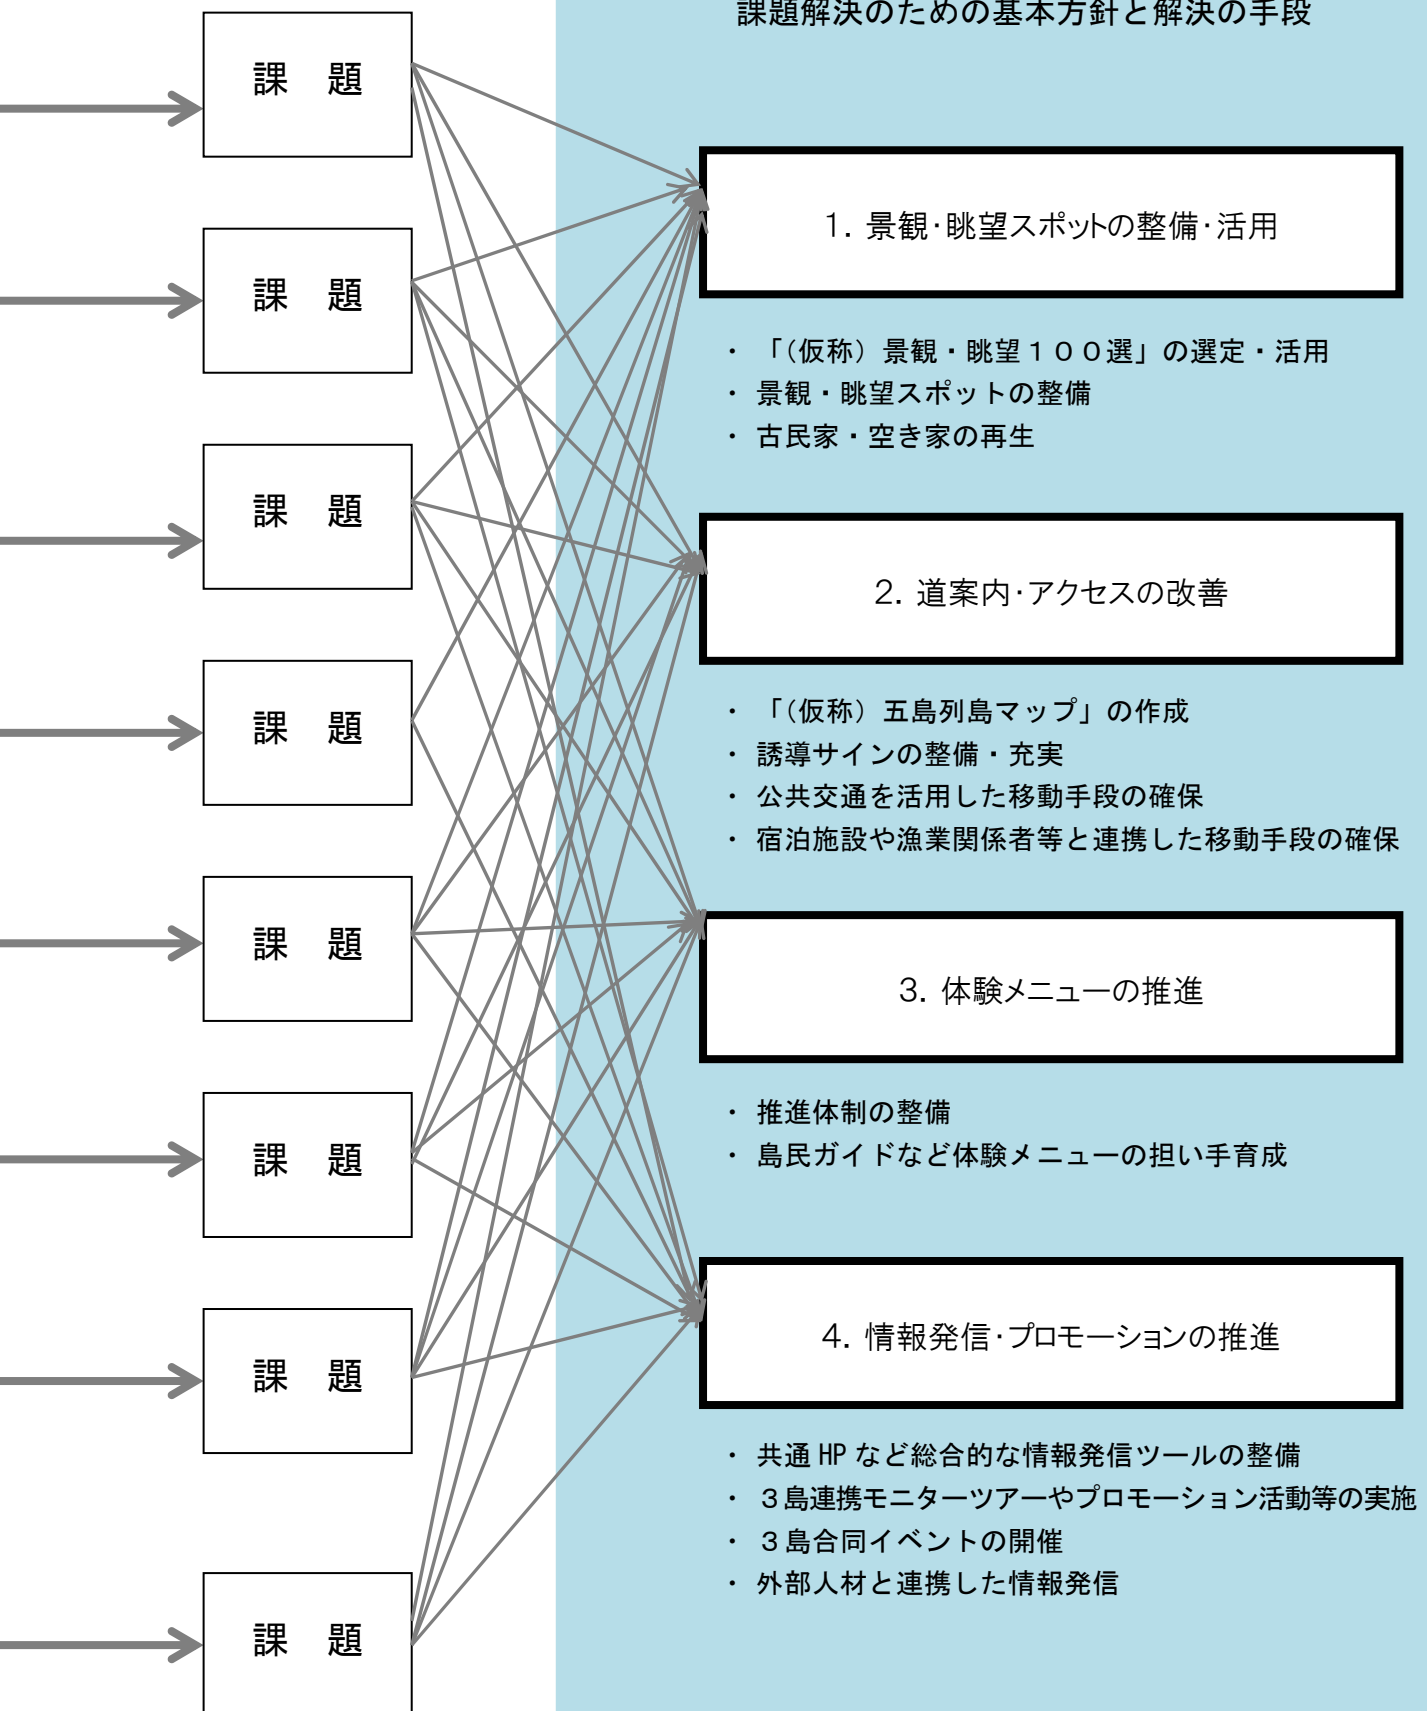 課題解決のための基本方針と解決の手段
課　題
課　題
課　題
課　題
課　題
課　題
課　題
課　題
1. 景観・眺望スポットの整備・活用
・ 「（仮称）景観・眺望１００選」の選定・活用
・ 景観・眺望スポットの整備
・ 古民家・空き家の再生
2. 道案内・アクセスの改善
・ 「（仮称）五島列島マップ」の作成
・ 誘導サインの整備・充実
・ 公共交通を活用した移動手段の確保
・ 宿泊施設や漁業関係者等と連携した移動手段の確保
3. 体験メニューの推進
・ 推進体制の整備
・ 島民ガイドなど体験メニューの担い手育成
4. 情報発信・プロモーションの推進
・ 共通 HP など総合的な情報発信ツールの整備
・ ３島連携モニターツアーやプロモーション活動等の実施
・ ３島合同イベントの開催
・ 外部人材と連携した情報発信